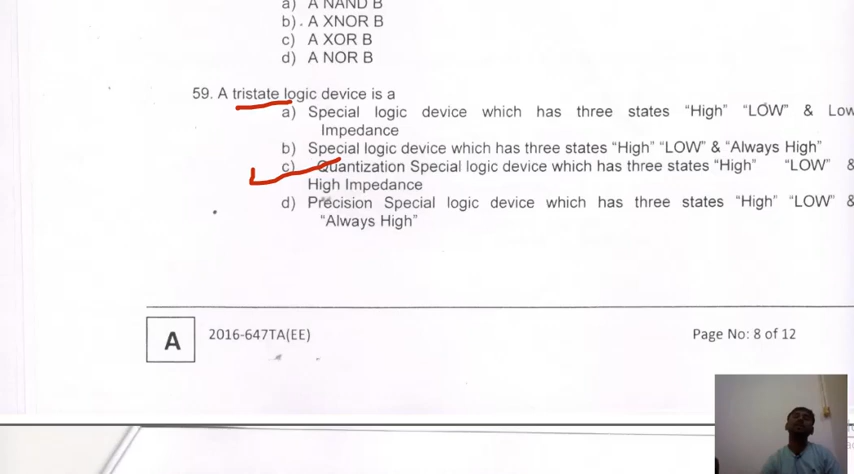 a) A NAND B
b). A XNOR B
c) A XOR B
d) A NOR B
59. A tristate logic device is a
a) Special logic device which has three states “High” “LOW” & Low
Impedance
b) Special logic device which has three states “High” “LOW” & “Always High”
c) Quantization Special logic device which has three states “High” “LOW” &
High Impedance
d) Precision Special logic device which has three states “High” “LOW” &
“Always High”
A
2016-647TA(EE)
Page No: 8 of 12